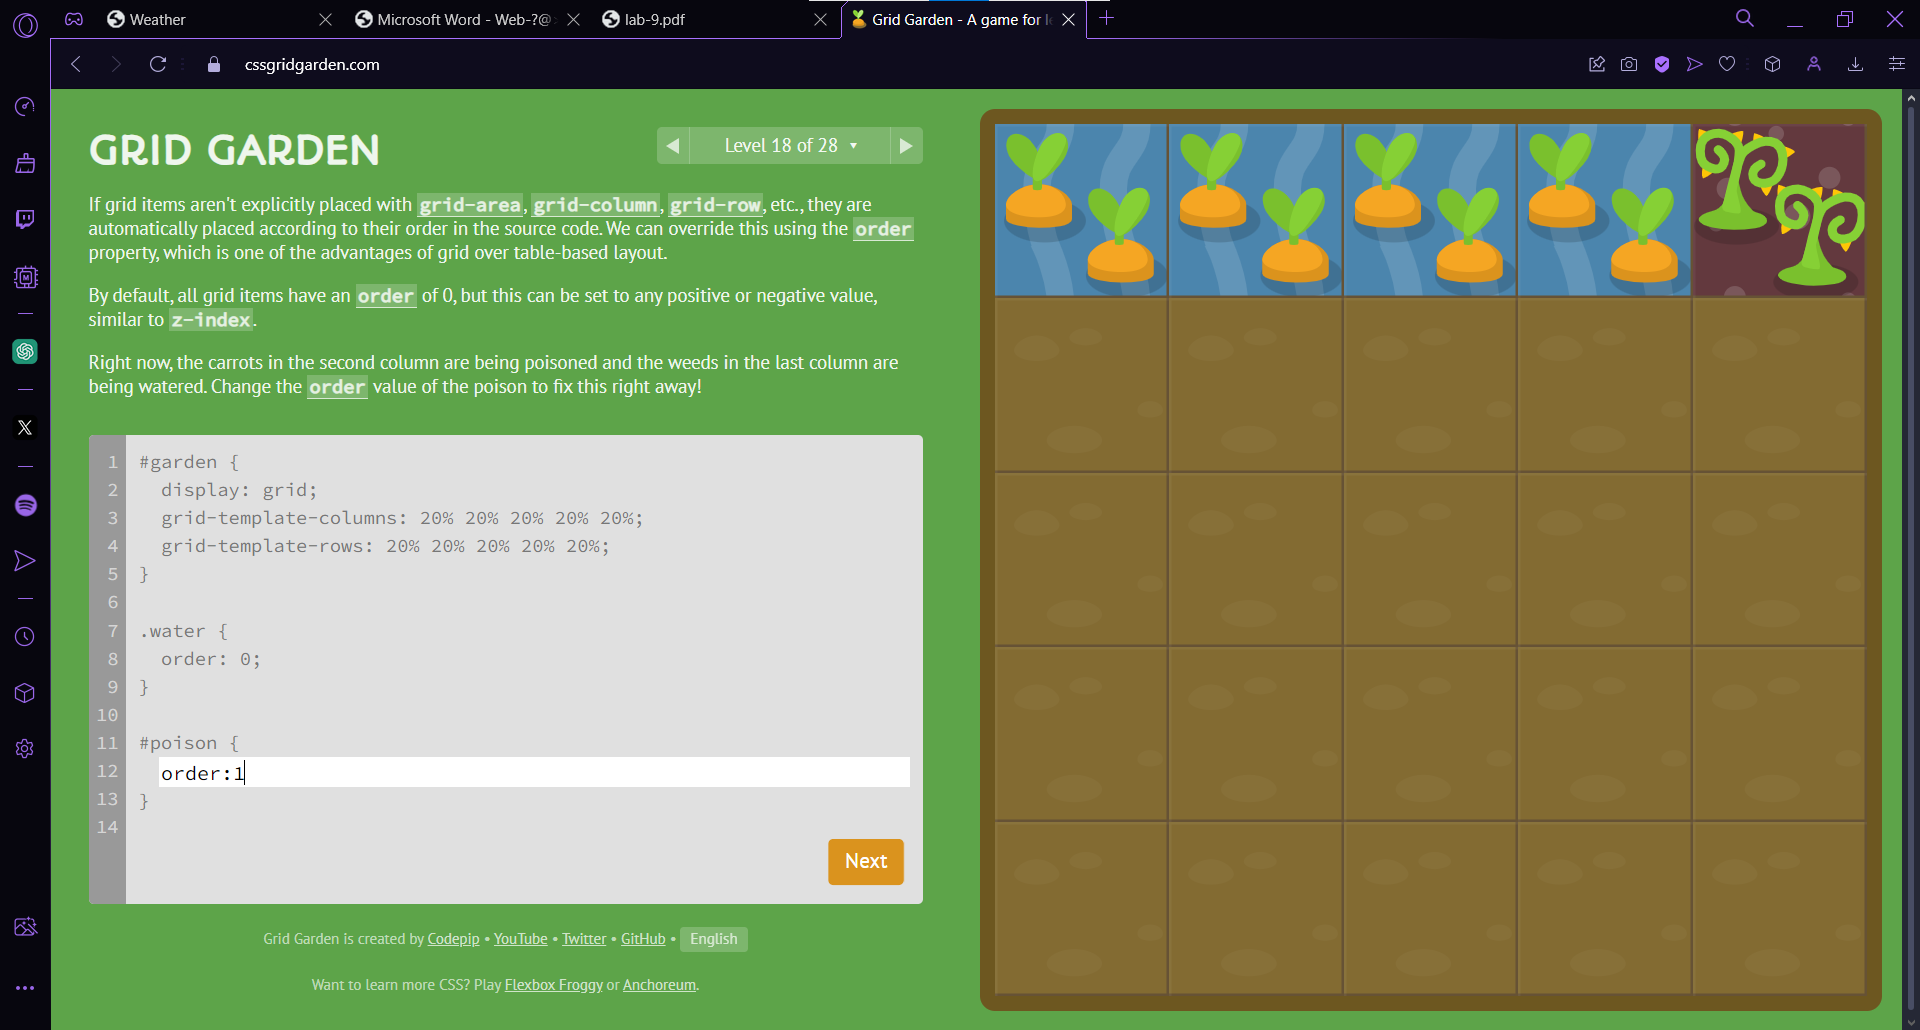 Weather
Microsoft Word - Web-?@
lab-9.pdf
Grid Garden - A game for l
cssgridgarden.com
GRID GARDEN
Level 18 of 28
If grid items aren't explicitly placed with grid-area, grid-column, grid-row, etc., they are
automatically placed according to their order in the source code. We can override this using the order
property, which is one of the advantages of grid over table-based layout.
By default, all grid items have an order of 0, but this can be set to any positive or negative value,
similar to z-index.
Right now, the carrots in the second column are being poisoned and the weeds in the last column are
being watered. Change the order value of the poison to fix this right away!
1 #garden {
2 display: grid;
3 grid-template-columns: 20% 20% 20% 20% 20%;
4 grid-template-rows: 20% 20% 20% 20% 20%;
5 }
6
7 .water {
8 order: 0;
9 }
10
11 #poison {
12 order:1
13 }
14
Next
Grid Garden is created by Codepip • YouTube • Twitter • GitHub • English
Want to learn more CSS? Play Flexbox Froggy or Anchoreum.